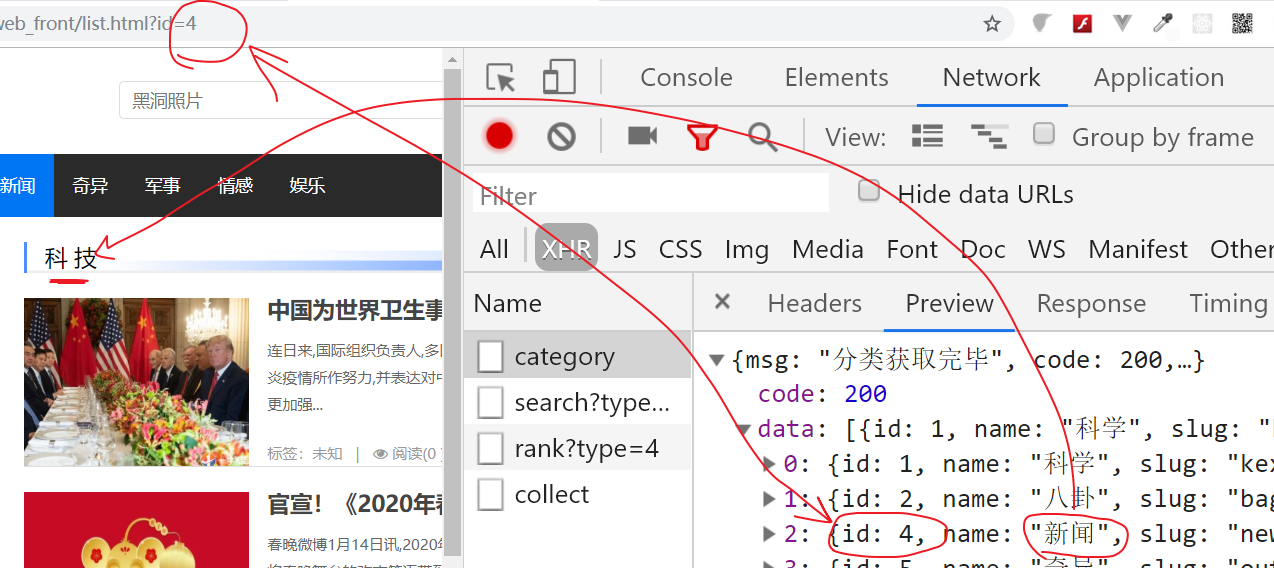 web_front/list.html?id=4
黑洞照片
新闻 奇异 军事 情感 娱乐
科 技
中国为世界卫生事
连日来,国际组织负责人,多
炎疫情所作努力,并表达对中
更加强...
标签：未知 | 阅读(0
官宣！《2020年春
春晚微博1月14日讯,2020年
Console Elements Network Application
View: Group by frame
Filter Hide data URLs
All XHR JS CSS Img Media Font Doc WS Manifest Other
Name
category
search?type...
rank?type=4
collect
× Headers Preview Response Timing
{msg: "分类获取完毕", code: 200,…}
code: 200
data: [{id: 1, name: "科学", slug: "
0: {id: 1, name: "科学", slug: "kex
1: {id: 2, name: "八卦", slug: "bag
2: {id: 4, name: "新闻", slug: "new
3: {id: 5, name: "奇异", slug: "out